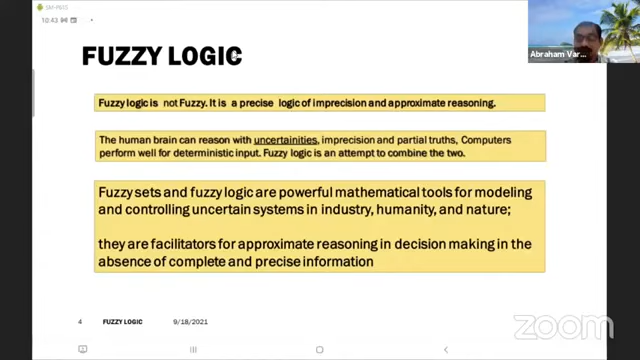 SM-P615
10:43
Abraham Var...
FUZZY LOGIC
Fuzzy logic is not Fuzzy. It is a precise logic of imprecision and approximate reasoning.
The human brain can reason with uncertainities, imprecision and partial truths, Computers
perform well for deterministic input. Fuzzy logic is an attempt to combine the two.
Fuzzy sets and fuzzy logic are powerful mathematical tools for modeling
and controlling uncertain systems in industry, humanity, and nature;
they are facilitators for approximate reasoning in decision making in the
absence of complete and precise information
4 FUZZY LOGIC 9/18/2021
zoom